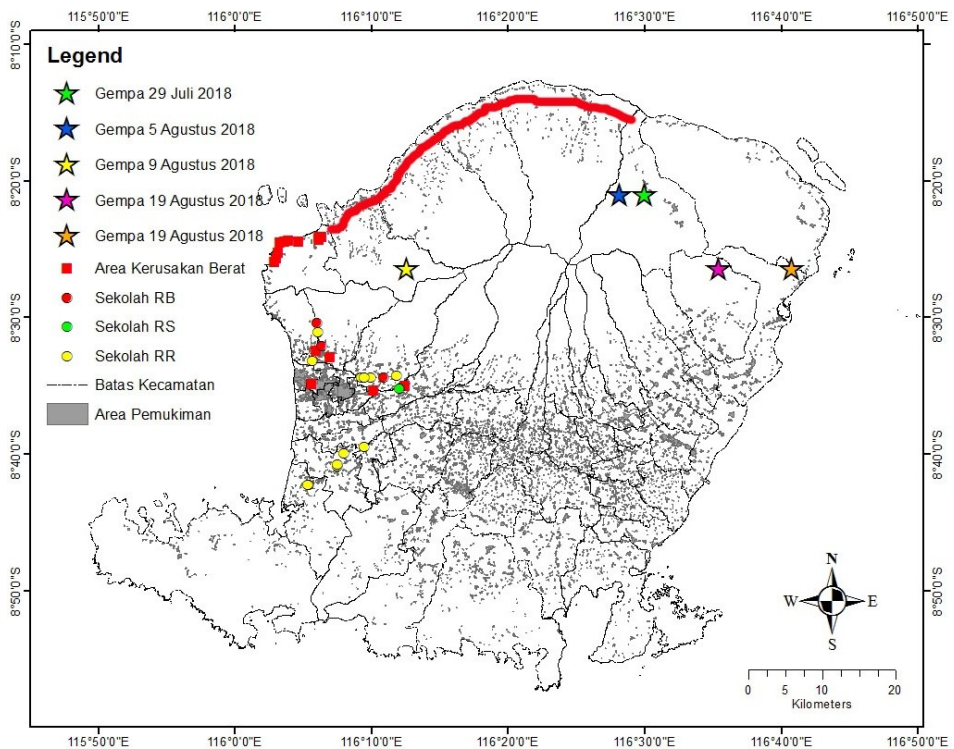 115°50'0"E 116°0'0"E 116°10'0"E 116°20'0"E 116°30'0"E 116°40'0"E 116°50'0"E
8°10'0"S
8°20'0"S
8°30'0"S
8°40'0"S
8°50'0"S
Legend
Gempa 29 Juli 2018
Gempa 5 Agustus 2018
Gempa 9 Agustus 2018
Gempa 19 Agustus 2018
Gempa 19 Agustus 2018
Area Kerusakan Berat
Sekolah RB
Sekolah RS
Sekolah RR
Batas Kecamatan
Area Pemukiman
8°10'0"S
8°20'0"S
8°30'0"S
8°40'0"S
8°50'0"S
N
W E
S
0 5 10 20
Kilometers
115°50'0"E 116°0'0"E 116°10'0"E 116°20'0"E 116°30'0"E 116°40'0"E 116°50'0"E